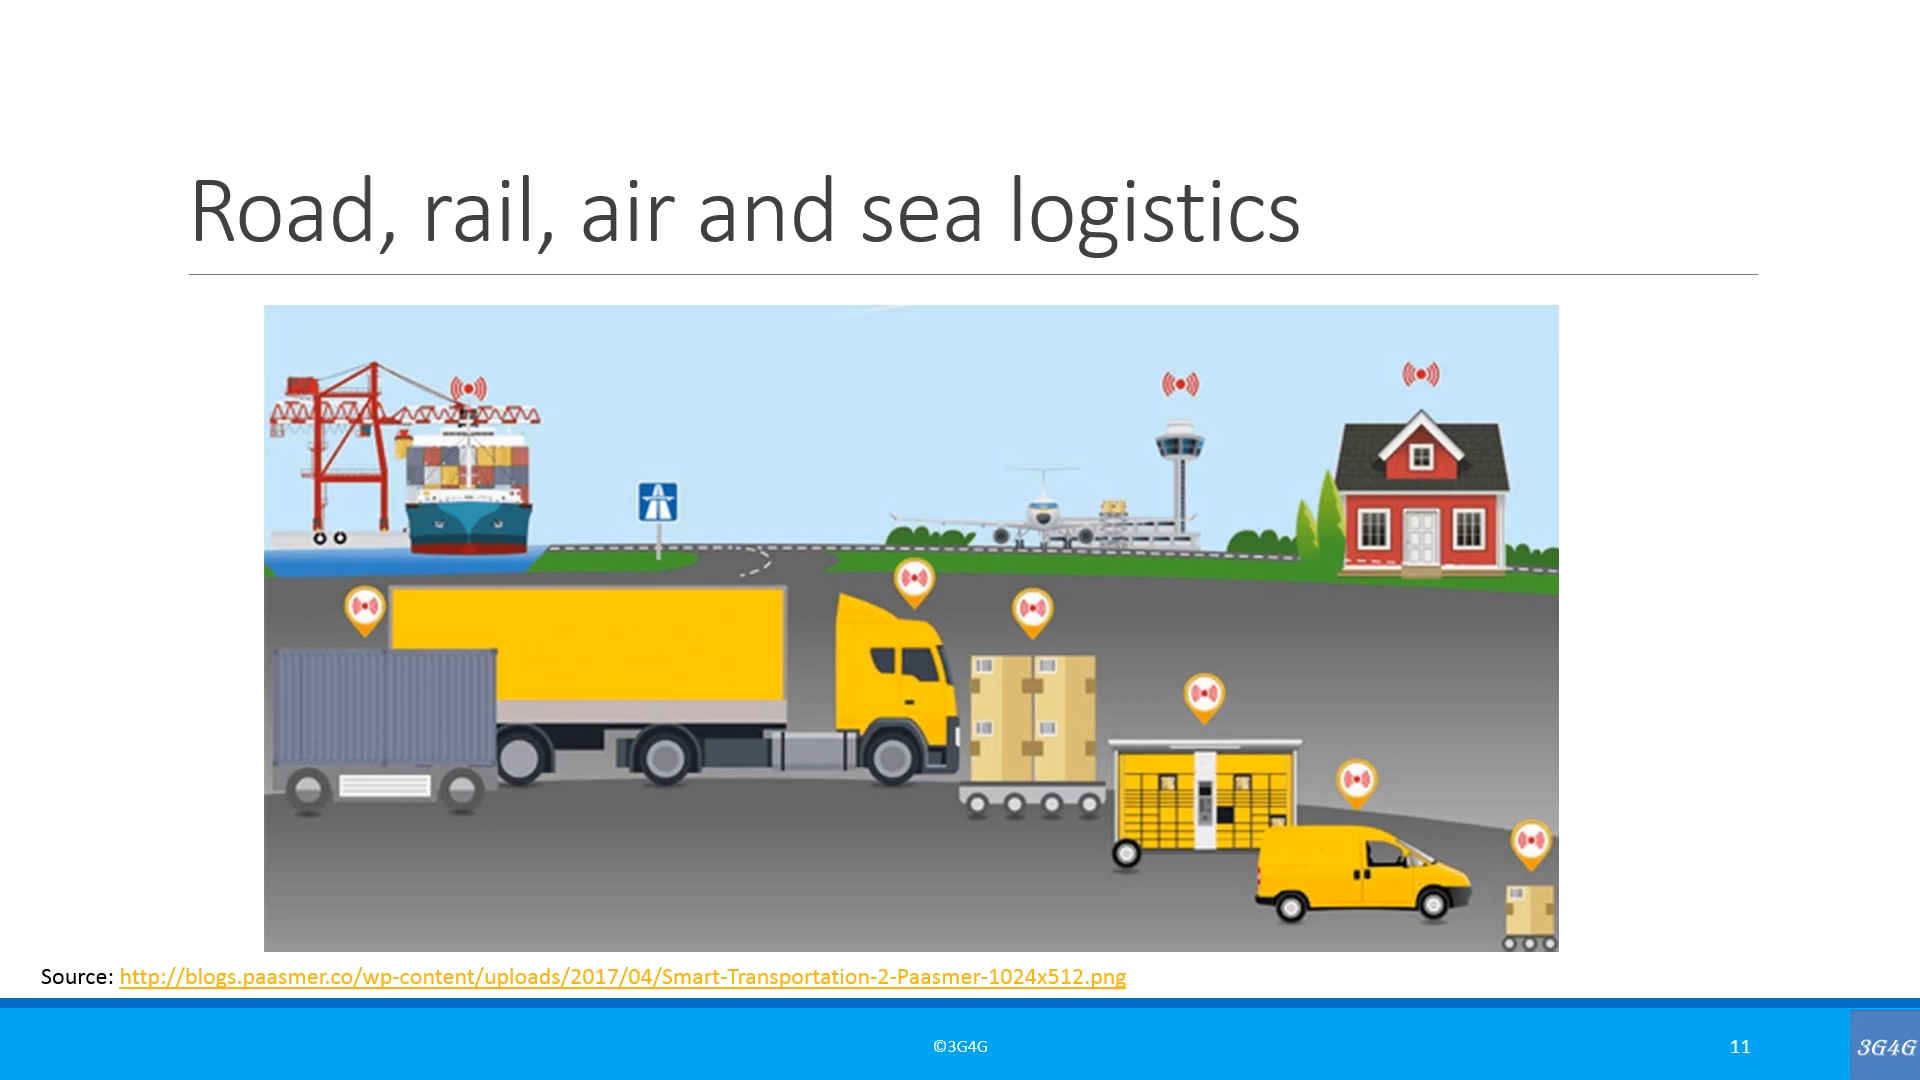 Road, rail, air and sea logistics
Source: http://blogs.paasmer.co/wp-content/uploads/2017/04/Smart-Transportation-2-Paasmer-1024x512.png
©3G4G
11
3G4G